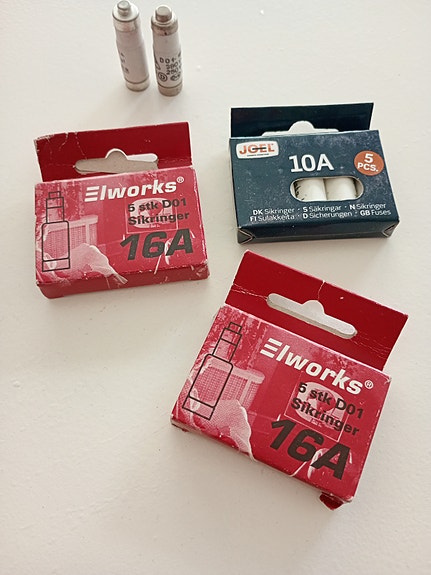 D01
Elworks®
5 stk D01
Sikringer
16A
JOEL
10A
5
PCS.
DK Sikringer • S Säkringar • N Sikringer
FI Sulakkeita • D Sicherungen • GB Fuses
Elworks®
5 stk D01
Sikringer
16A